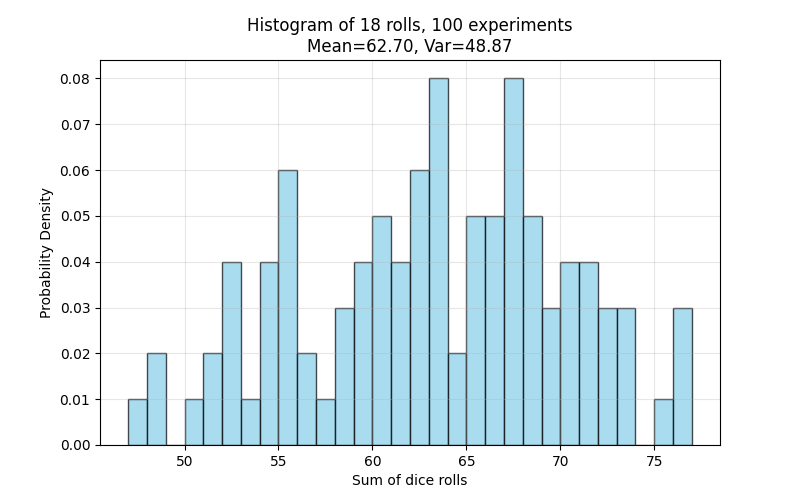 Histogram of 18 rolls, 100 experiments
Mean=62.70, Var=48.87
Probability Density
0.08
0.07
0.06
0.05
0.04
0.03
0.02
0.01
0.00
50 55 60 65 70 75
Sum of dice rolls